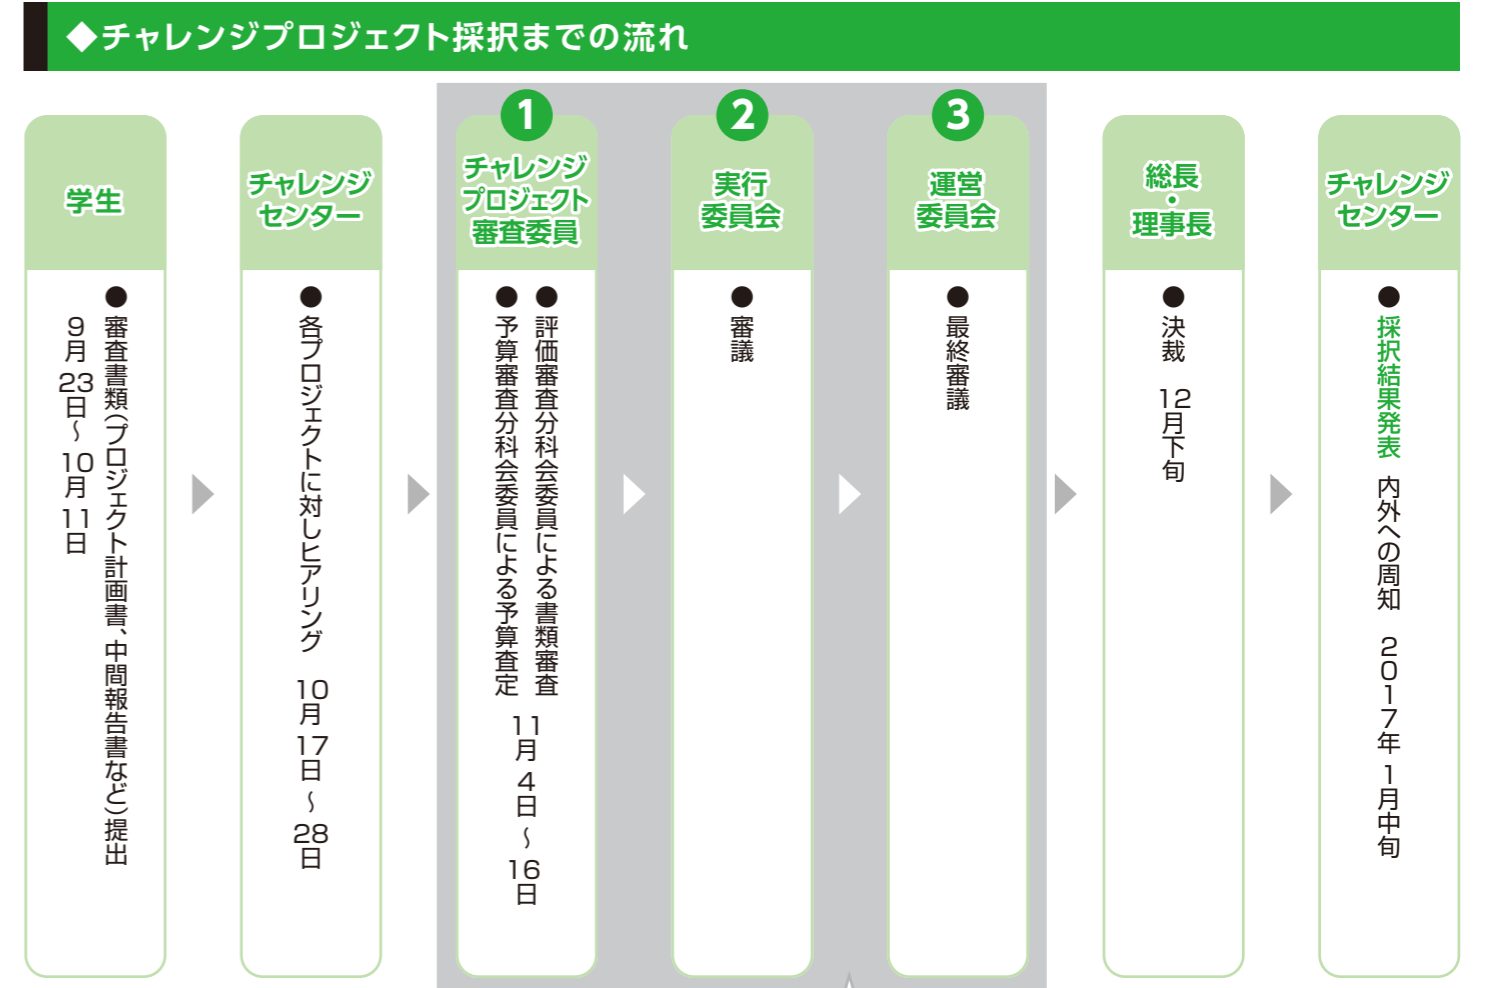 ◆チャレンジプロジェクト採択までの流れ
学生
●審査書類(プロジェクト計画書、中間報告書など)提出
9月23日~10月11日
チャレンジ
センター
●各プロジェクトに対しヒアリング 10月17日~28日
1
チャレンジ
プロジェクト
審査委員
●評価審査分科会委員による書類審査
●予算審査分科会委員による予算査定
11月4日~16日
2
実行
委員会
●審議
3
運営
委員会
●最終審議
総長
・
理事長
●決裁 12月下旬
チャレンジ
センター
●採択結果発表 内外への周知 2017年1月中旬